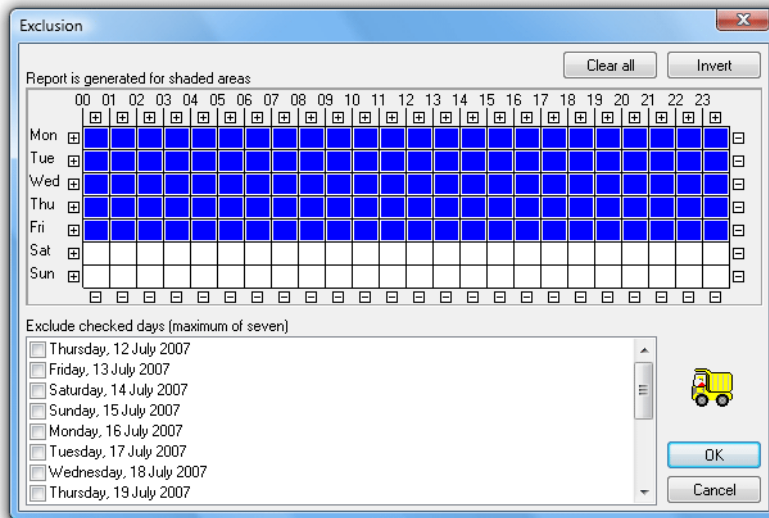 Exclusion
Clear all Invert
Report is generated for shaded areas
00 01 02 03 04 05 06 07 08 09 10 11 12 13 14 15 16 17 18 19 20 21 22 23
Mon
Tue
Wed
Thu
Fri
Sat
Sun
Exclude checked days (maximum of seven)
Thursday, 12 July 2007
Friday, 13 July 2007
Saturday, 14 July 2007
Sunday, 15 July 2007
Monday, 16 July 2007
Tuesday, 17 July 2007
Wednesday, 18 July 2007
Thursday, 19 July 2007
OK
Cancel